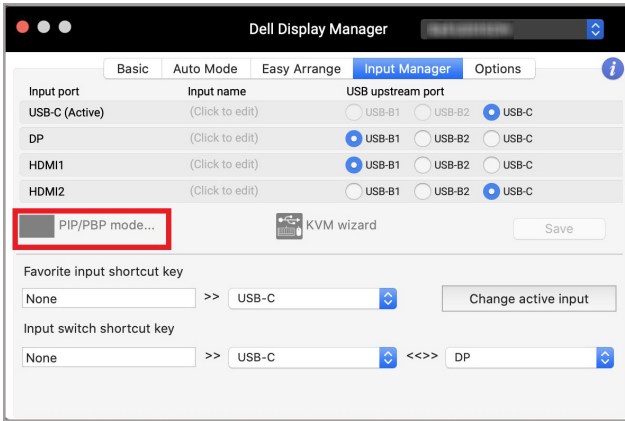 Dell Display Manager
Basic Auto Mode Easy Arrange Input Manager Options i
Input port Input name USB upstream port
USB-C (Active) (Click to edit) USB-B1 USB-B2 USB-C
DP (Click to edit) USB-B1 USB-B2 USB-C
HDMI1 (Click to edit) USB-B1 USB-B2 USB-C
HDMI2 (Click to edit) USB-B1 USB-B2 USB-C
PIP/PBP mode... KVM wizard Save
Favorite input shortcut key
None >> USB-C Change active input
Input switch shortcut key
None >> USB-C <<>> DP